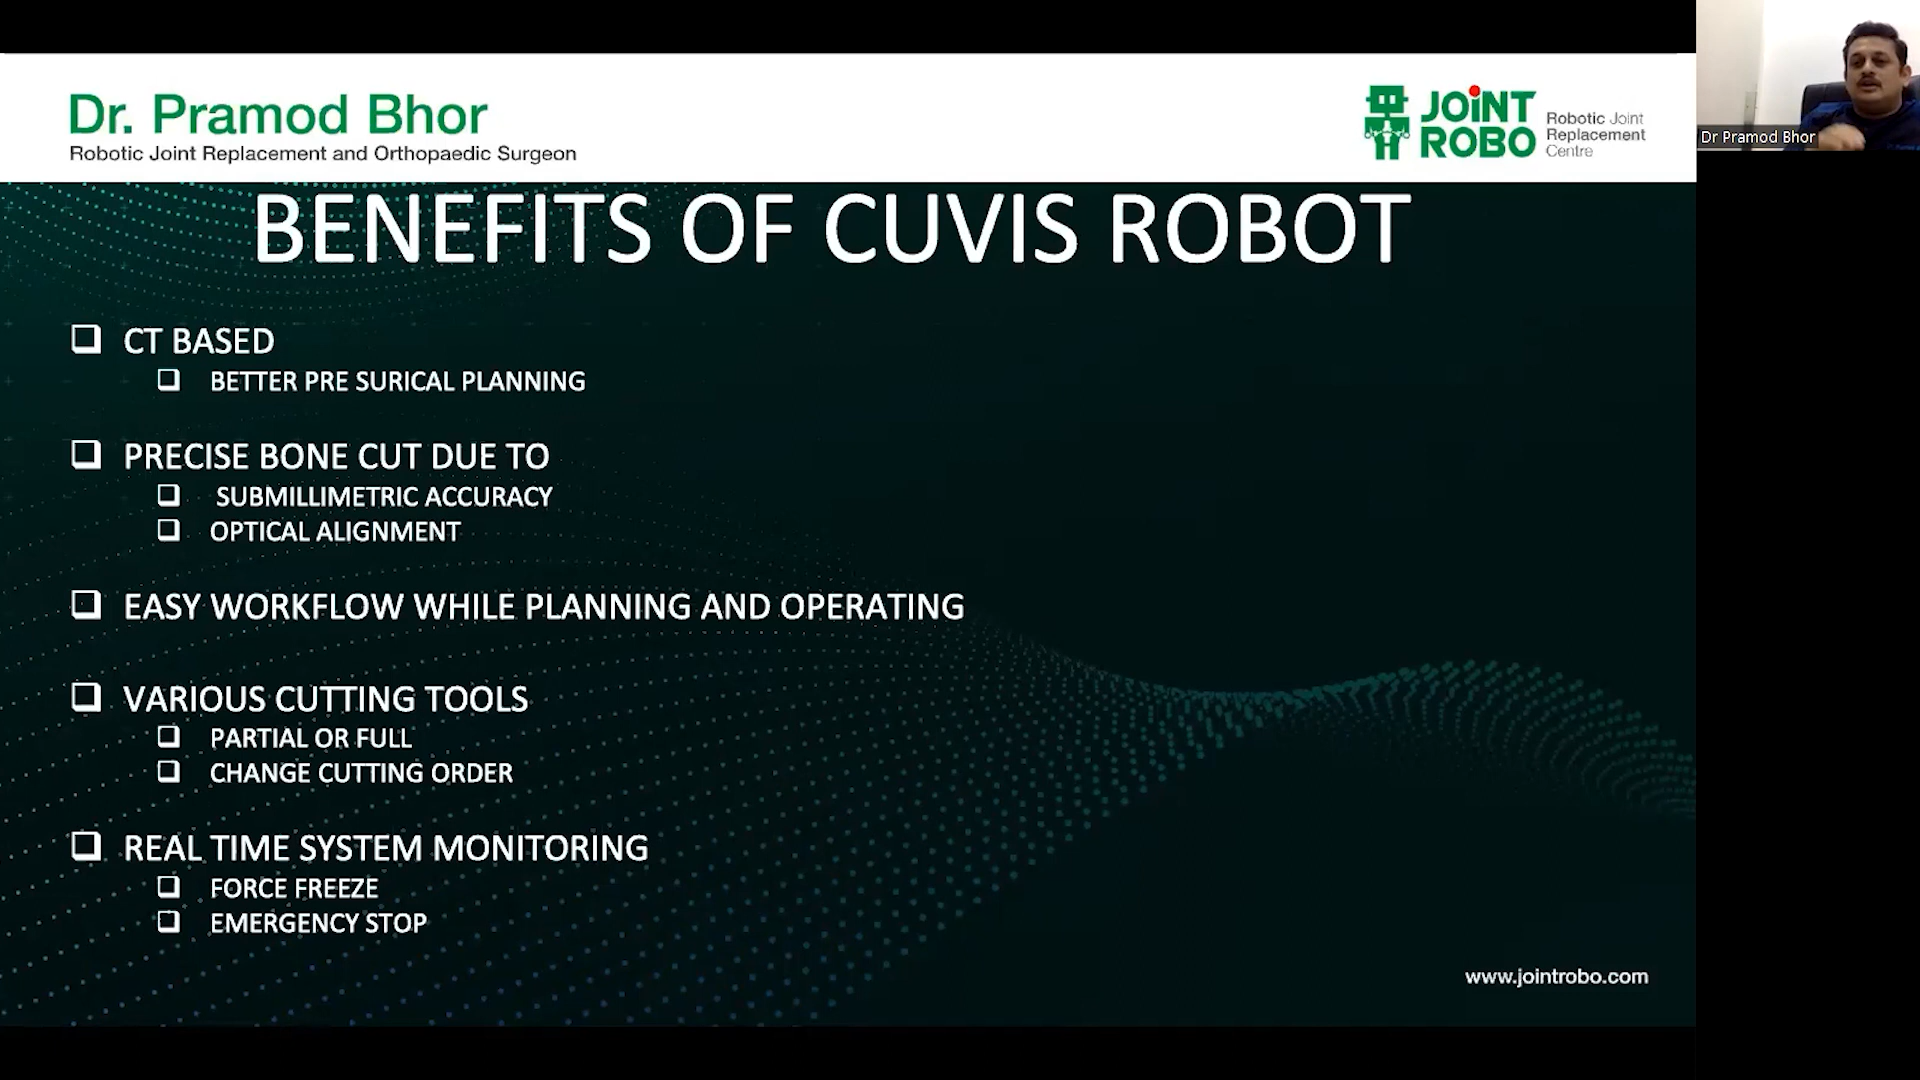 Dr. Pramod Bhor
Robotic Joint Replacement and Orthopaedic Surgeon
JOINT
ROBO
Robotic Joint
Replacement
Centre
Dr Pramod Bhor
BENEFITS OF CUVIS ROBOT
CT BASED
BETTER PRE SURICAL PLANNING
PRECISE BONE CUT DUE TO
SUBMILLIMETRIC ACCURACY
OPTICAL ALIGNMENT
EASY WORKFLOW WHILE PLANNING AND OPERATING
VARIOUS CUTTING TOOLS
PARTIAL OR FULL
CHANGE CUTTING ORDER
REAL TIME SYSTEM MONITORING
FORCE FREEZE
EMERGENCY STOP
www.jointrobo.com